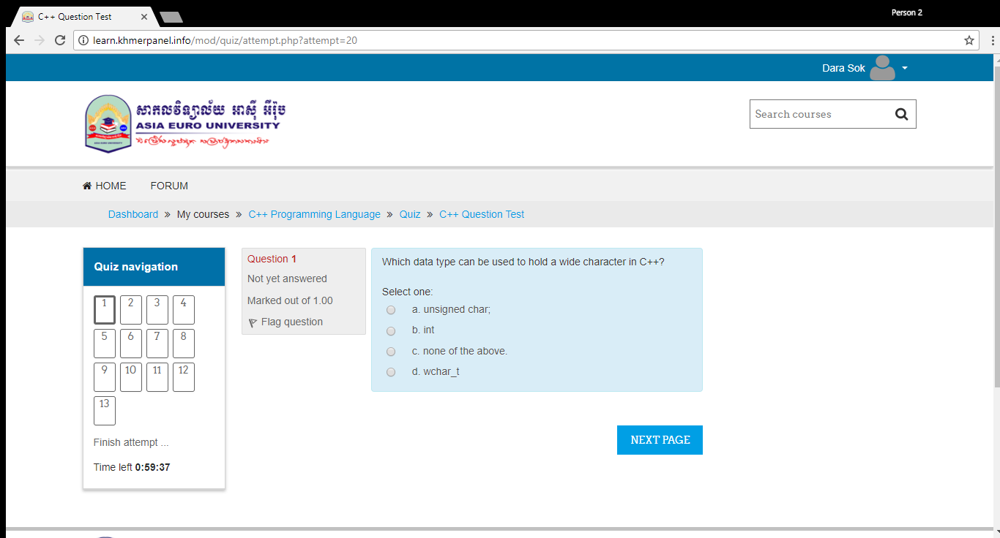 C++ Question Test
Person 2
learn.khmerpanel.info/mod/quiz/attempt.php?attempt=20
Dara Sok
សាកលវិទ្យាល័យ អាស៊ី អឺរ៉ុប
ASIA EURO UNIVERSITY
Search courses
HOME FORUM
Dashboard » My courses » C++ Programming Language » Quiz » C++ Question Test
Quiz navigation
1 2 3 4
5 6 7 8
9 10 11 12
13
Finish attempt ...
Time left 0:59:37
Question 1
Not yet answered
Marked out of 1.00
Flag question
Which data type can be used to hold a wide character in C++?
Select one:
a. unsigned char;
b. int
c. none of the above.
d. wchar_t
NEXT PAGE